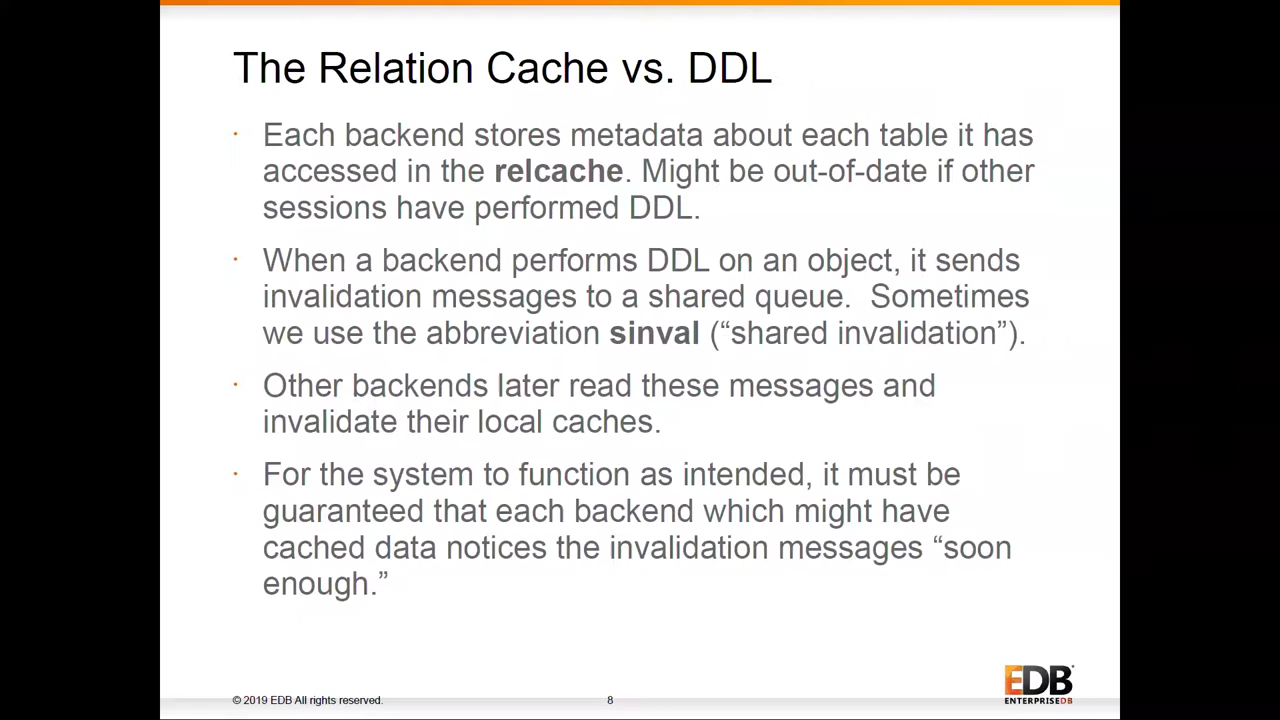 The Relation Cache vs. DDL
· Each backend stores metadata about each table it has
accessed in the relcache. Might be out-of-date if other
sessions have performed DDL.
· When a backend performs DDL on an object, it sends
invalidation messages to a shared queue.  Sometimes
we use the abbreviation sinval (“shared invalidation”).
· Other backends later read these messages and
invalidate their local caches.
· For the system to function as intended, it must be
guaranteed that each backend which might have
cached data notices the invalidation messages “soon
enough.”
EDB
ENTERPRISEDB
© 2019 EDB All rights reserved.
8